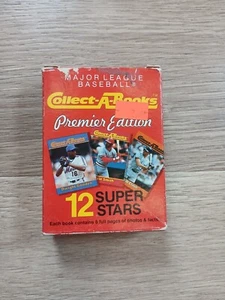 MAJOR LEAGUE
BASEBALL®
Collect-A-Books
Premier Edition
12 SUPER
STARS
Each book contains 8 full pages of photos & facts